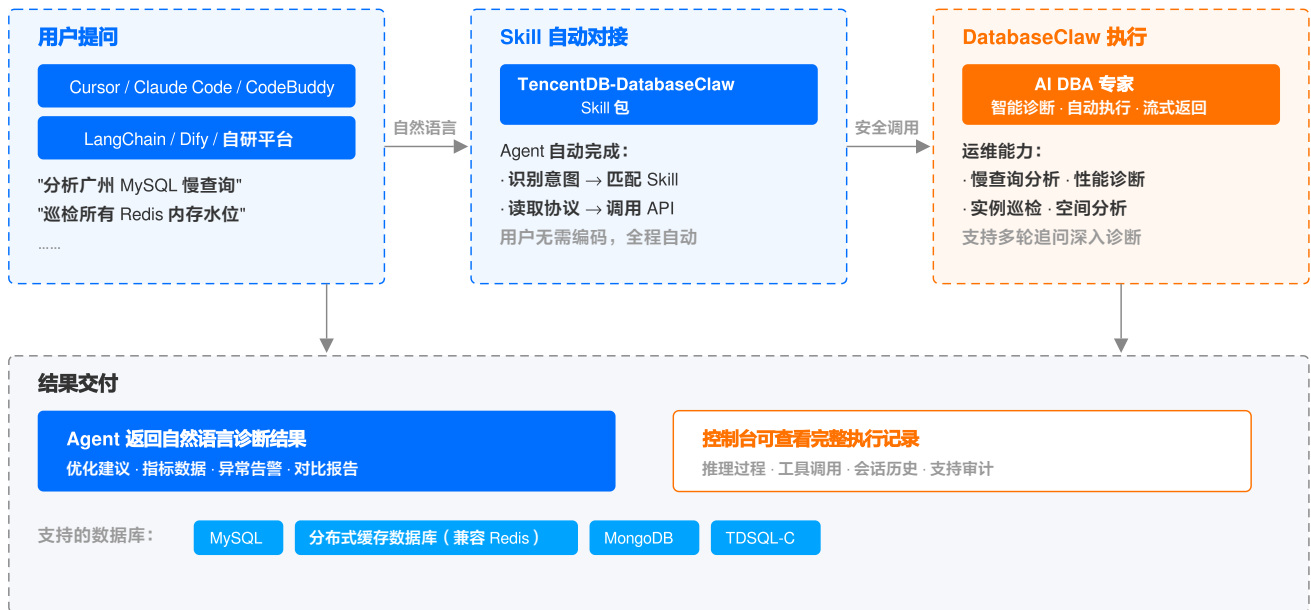 用户提问
Cursor / Claude Code / CodeBuddy
LangChain / Dify / 自研平台
"分析广州 MySQL 慢查询"
"巡检所有 Redis 内存水位"
......
自然语言
Skill 自动对接
TencentDB-DatabaseClaw
Skill 包
Agent 自动完成：
· 识别意图 → 匹配 Skill
· 读取协议 → 调用 API
用户无需编码，全程自动
安全调用
DatabaseClaw 执行
AI DBA 专家
智能诊断 · 自动执行 · 流式返回
运维能力：
· 慢查询分析 · 性能诊断
· 实例巡检 · 空间分析
支持多轮追问深入诊断
结果交付
Agent 返回自然语言诊断结果
优化建议 · 指标数据 · 异常告警 · 对比报告
控制台可查看完整执行记录
推理过程 · 工具调用 · 会话历史 · 支持审计
支持的数据库：
MySQL
分布式缓存数据库（兼容 Redis）
MongoDB
TDSQL-C